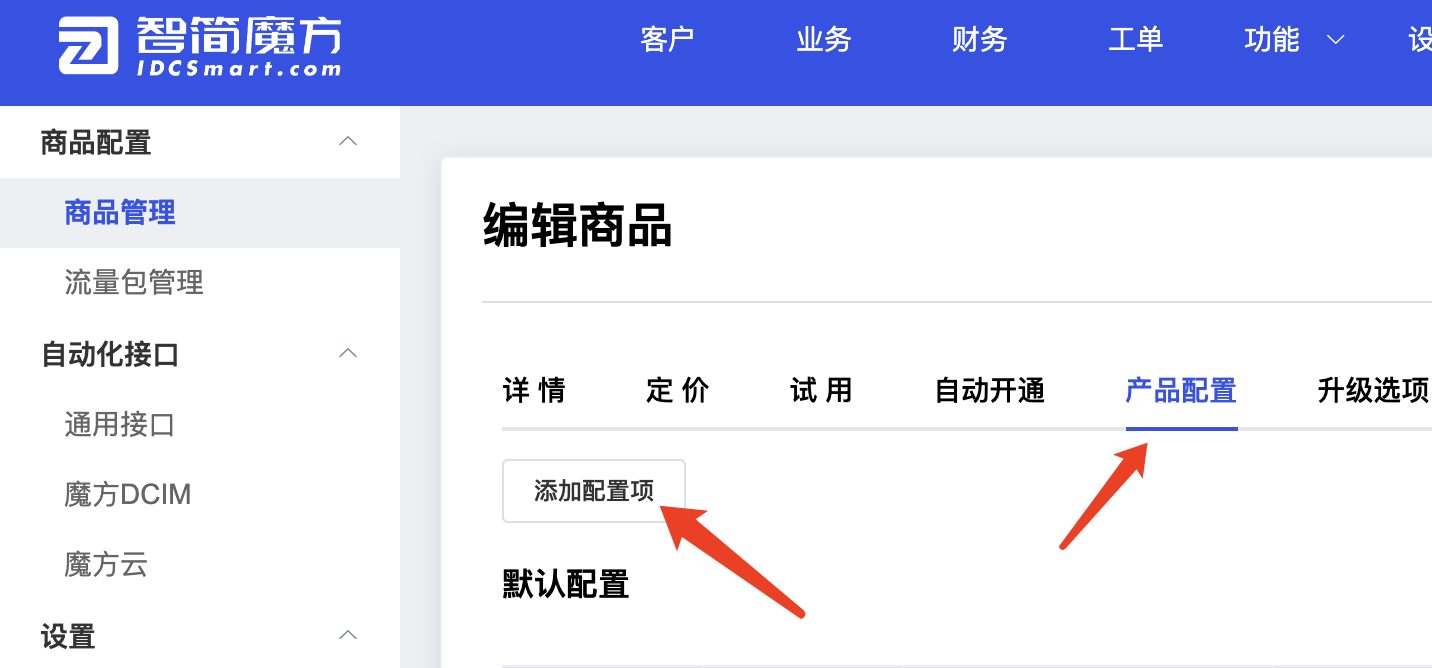 智简魔方
IDCSmart.com
客户 业务 财务 工单 功能
商品配置
商品管理
流量包管理
自动化接口
通用接口
魔方DCIM
魔方云
设置
编辑商品
详 情 定 价 试 用 自动开通 产品配置 升级选项
添加配置项
默认配置